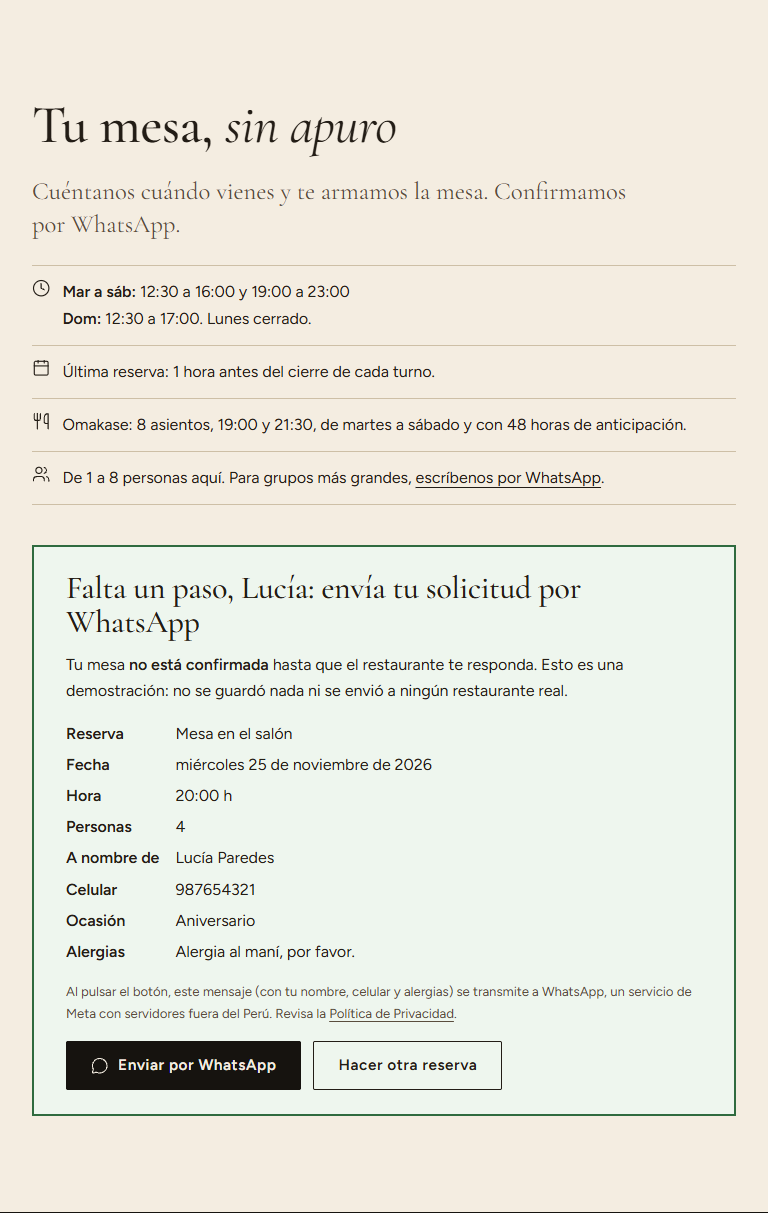 Tu mesa, sin apuro
Cuéntanos cuándo vienes y te armamos la mesa. Confirmamos
por WhatsApp.
Mar a sáb: 12:30 a 16:00 y 19:00 a 23:00
Dom: 12:30 a 17:00. Lunes cerrado.
Última reserva: 1 hora antes del cierre de cada turno.
Omakase: 8 asientos, 19:00 y 21:30, de martes a sábado y con 48 horas de anticipación.
De 1 a 8 personas aquí. Para grupos más grandes, escríbenos por WhatsApp.
Falta un paso, Lucía: envía tu solicitud por
WhatsApp
Tu mesa no está confirmada hasta que el restaurante te responda. Esto es una
demostración: no se guardó nada ni se envió a ningún restaurante real.
Reserva Mesa en el salón
Fecha miércoles 25 de noviembre de 2026
Hora 20:00 h
Personas 4
A nombre de Lucía Paredes
Celular 987654321
Ocasión Aniversario
Alergias Alergia al maní, por favor.
Al pulsar el botón, este mensaje (con tu nombre, celular y alergias) se transmite a WhatsApp, un servicio de
Meta con servidores fuera del Perú. Revisa la Política de Privacidad.
Enviar por WhatsApp Hacer otra reserva